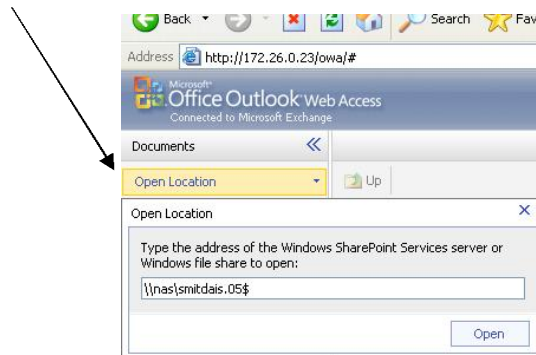 Back Search Fav
Address http://172.26.0.23/owa/#
Microsoft®
Office Outlook Web Access
Connected to Microsoft Exchange
Documents
Open Location Up
Open Location
Type the address of the Windows SharePoint Services server or
Windows file share to open:
\\nas\smitdais.05$
Open